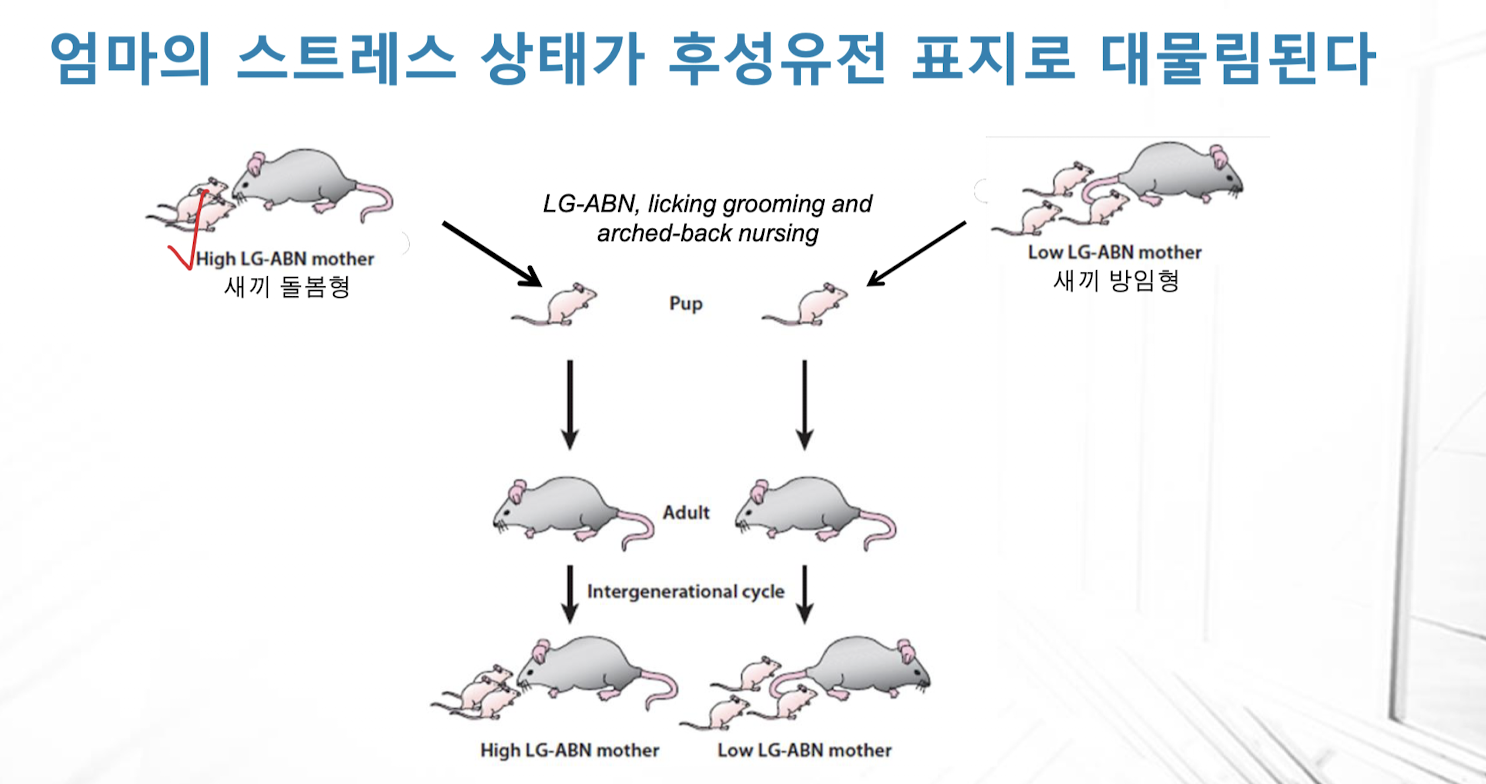 엄마의 스트레스 상태가 후성유전 표지로 대물림된다
LG-ABN, licking grooming and
arched-back nursing
High LG-ABN mother
새끼 돌봄형
Low LG-ABN mother
새끼 방임형
Pup
Adult
Intergenerational cycle
High LG-ABN mother
Low LG-ABN mother